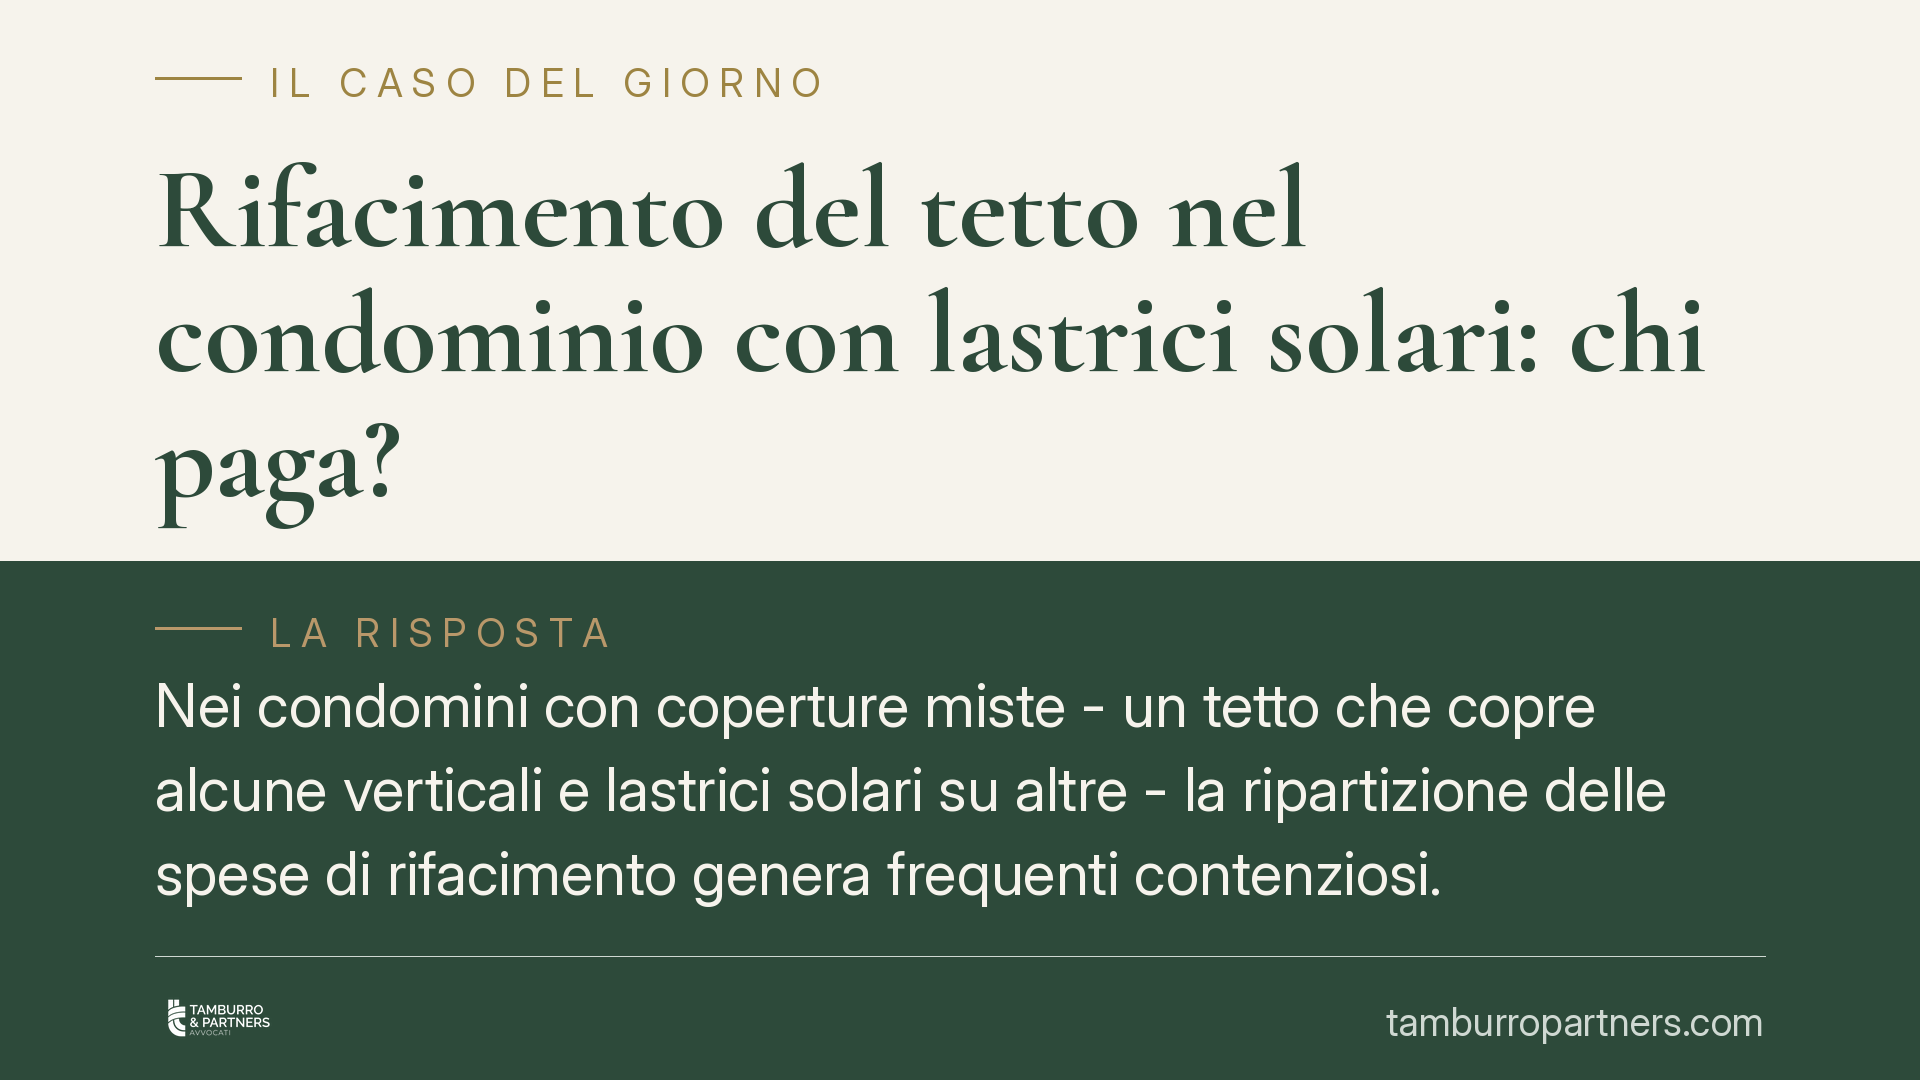 IL CASO DEL GIORNO
Rifacimento del tetto nel
condominio con lastrici solari: chi
paga?
LA RISPOSTA
Nei condomini con coperture miste - un tetto che copre
alcune verticali e lastrici solari su altre - la ripartizione delle
spese di rifacimento genera frequenti contenziosi.
TAMBURRO
& PARTNERS
AVVOCATI
tamburropartners.com